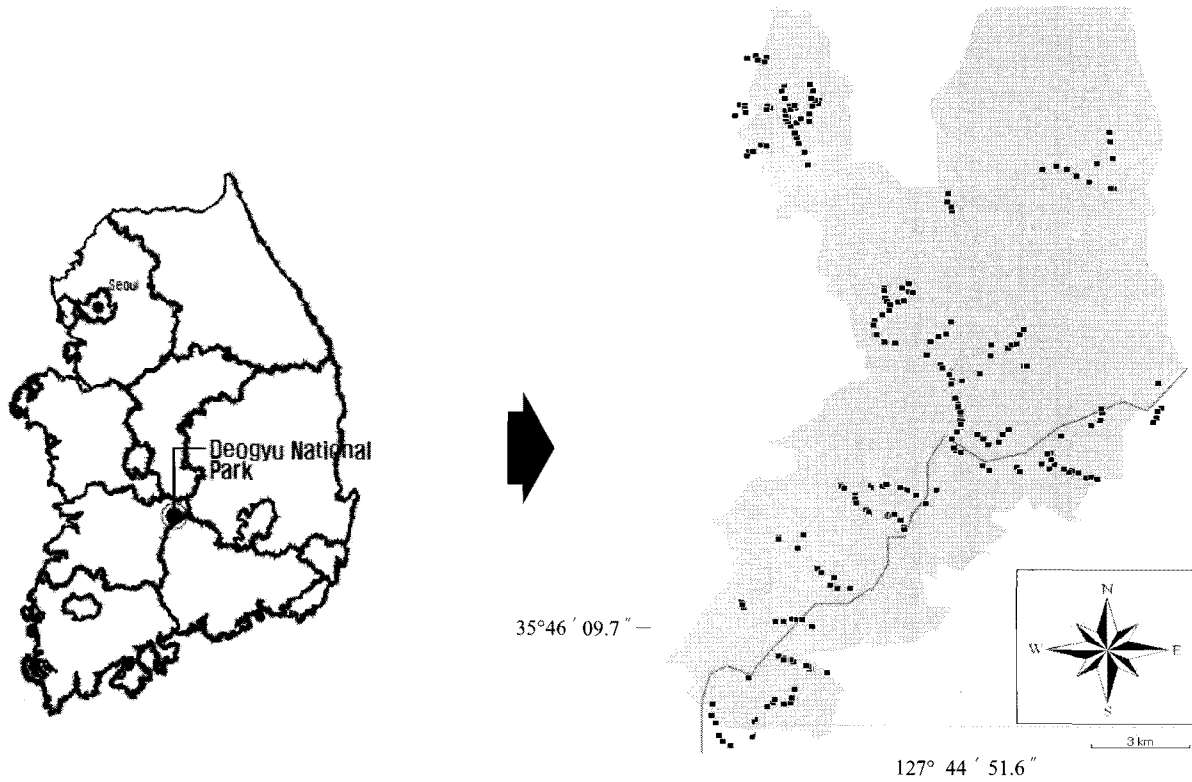 Seoul
Deogyu National
Park
35°46 ′ 09.7 ″
N
W
E
S
3 km
127° 44 ′ 51.6 ″